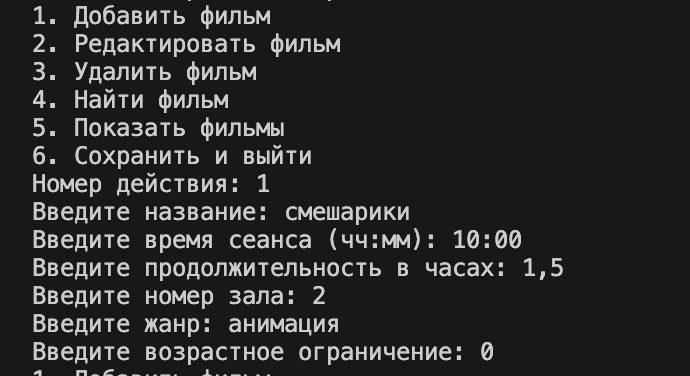 1. Добавить фильм
2. Редактировать фильм
3. Удалить фильм
4. Найти фильм
5. Показать фильмы
6. Сохранить и выйти
Номер действия: 1
Введите название: смешарики
Введите время сеанса (чч:мм): 10:00
Введите продолжительность в часах: 1,5
Введите номер зала: 2
Введите жанр: анимация
Введите возрастное ограничение: 0
1. Добавить фильм